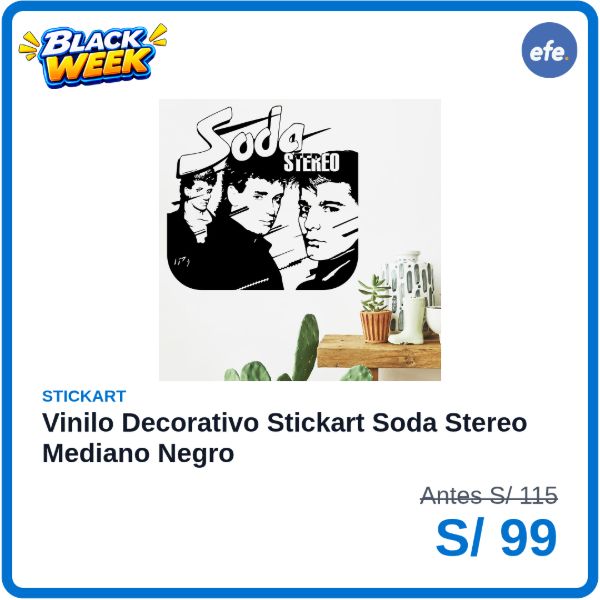 BLACK
WEEK
efe.
Soda
STEREO
STICKART
Vinilo Decorativo Stickart Soda Stereo
Mediano Negro
Antes S/ 115
S/ 99